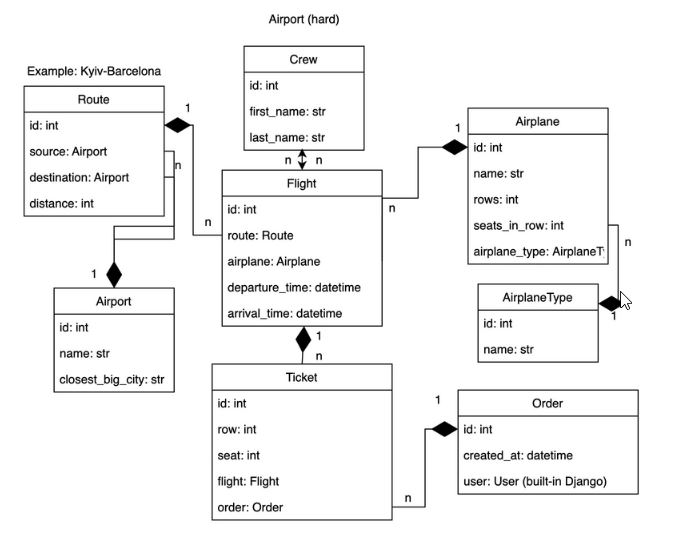 Airport (hard)
Example: Kyiv-Barcelona
Route
id: int
source: Airport
destination: Airport
distance: int
1
n
n
Crew
id: int
first_name: str
last_name: str
n
n
Flight
id: int
route: Route
airplane: Airplane
departure_time: datetime
arrival_time: datetime
n
1
Airplane
id: int
name: str
rows: int
seats_in_row: int
airplane_type: AirplaneT
n
AirplaneType
id: int
name: str
1
1
Airport
id: int
name: str
closest_big_city: str
1
n
Ticket
id: int
row: int
seat: int
flight: Flight
order: Order
n
1
Order
id: int
created_at: datetime
user: User (built-in Django)